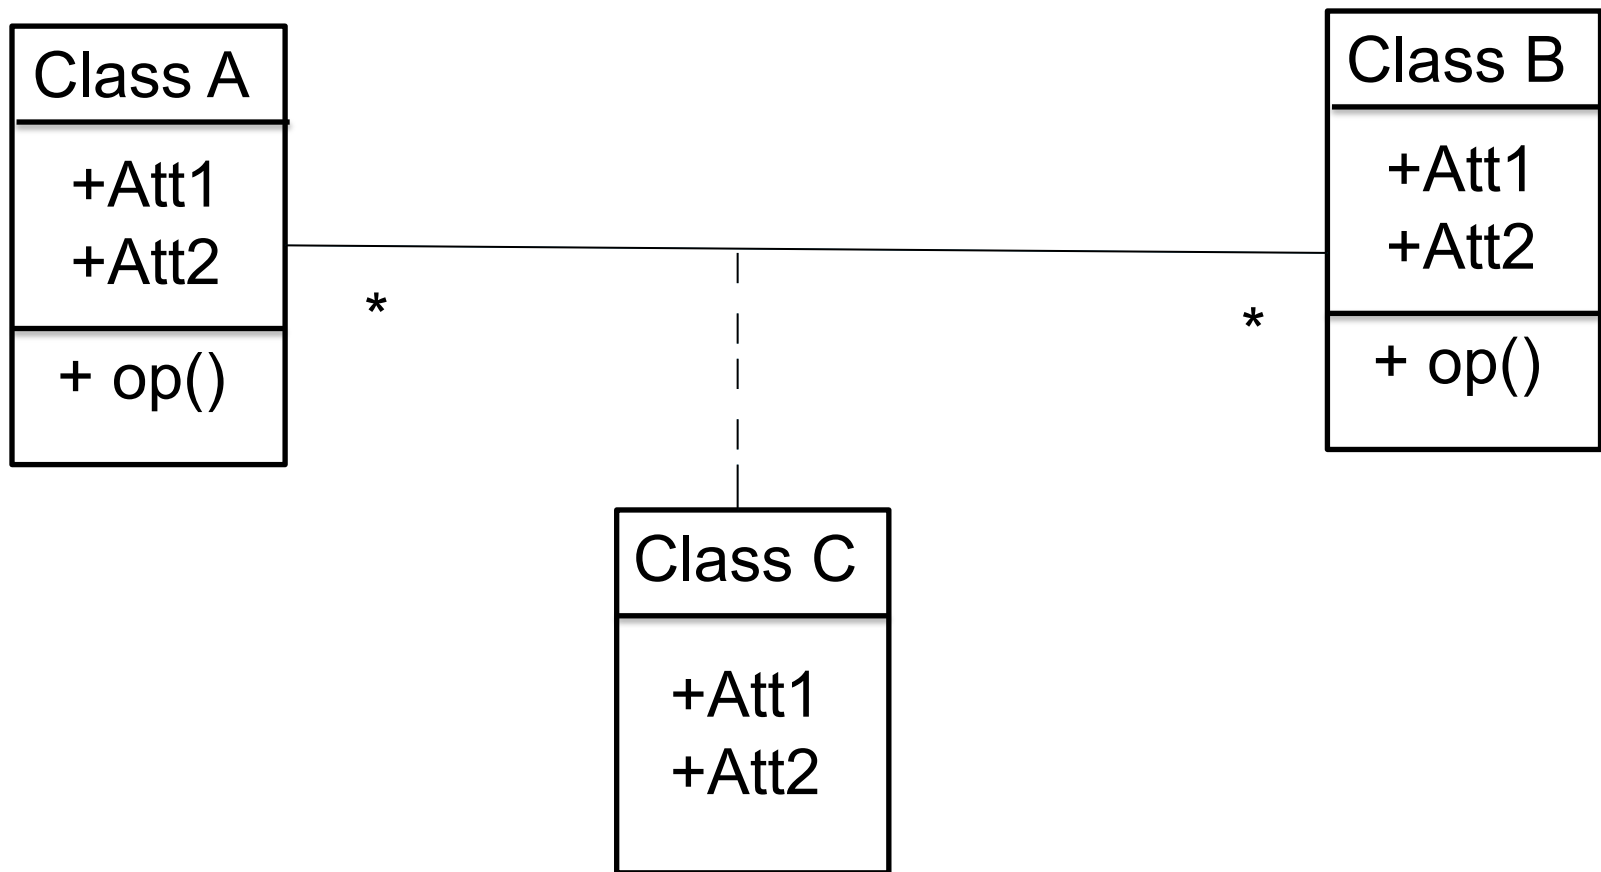 Class A
+Att1
+Att2
+ op()
*
Class B
+Att1
+Att2
+ op()
*
Class C
+Att1
+Att2